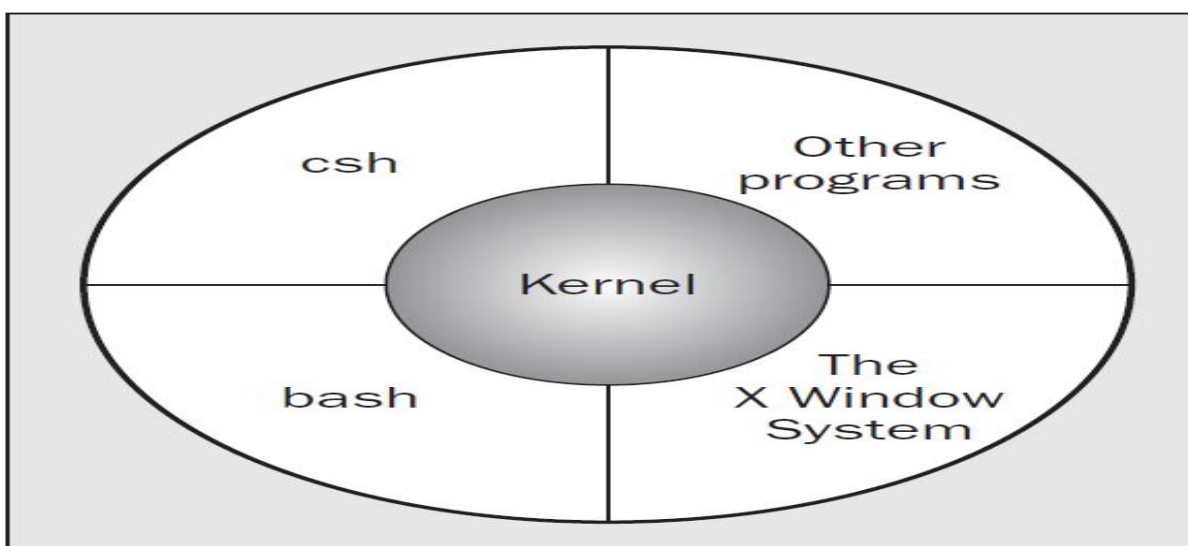 csh
Other
programs
Kernel
bash
The
X Window
System